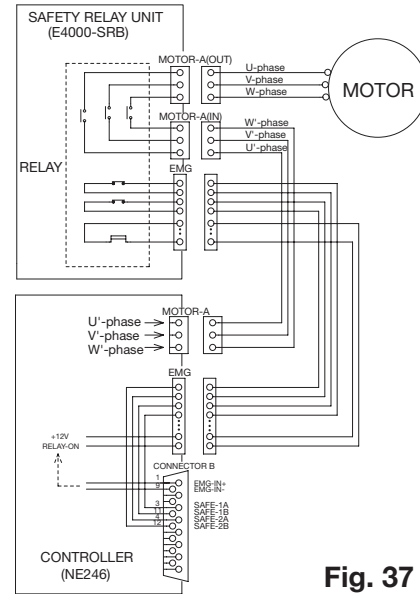 SAFETY RELAY UNIT
(E4000-SRB)
MOTOR-A(OUT)
U-phase
V-phase
W-phase
MOTOR
MOTOR-A(IN)
W'-phase
V'-phase
U'-phase
RELAY
EMG
MOTOR-A
U'-phase
V'-phase
W'-phase
EMG
+12V
RELAY-ON
CONNECTOR B
1 EMG-IN+
9 EMG-IN-
3 SAFE-1A
11 SAFE-1B
4 SAFE-2A
12 SAFE-2B
CONTROLLER
(NE246)
Fig. 37